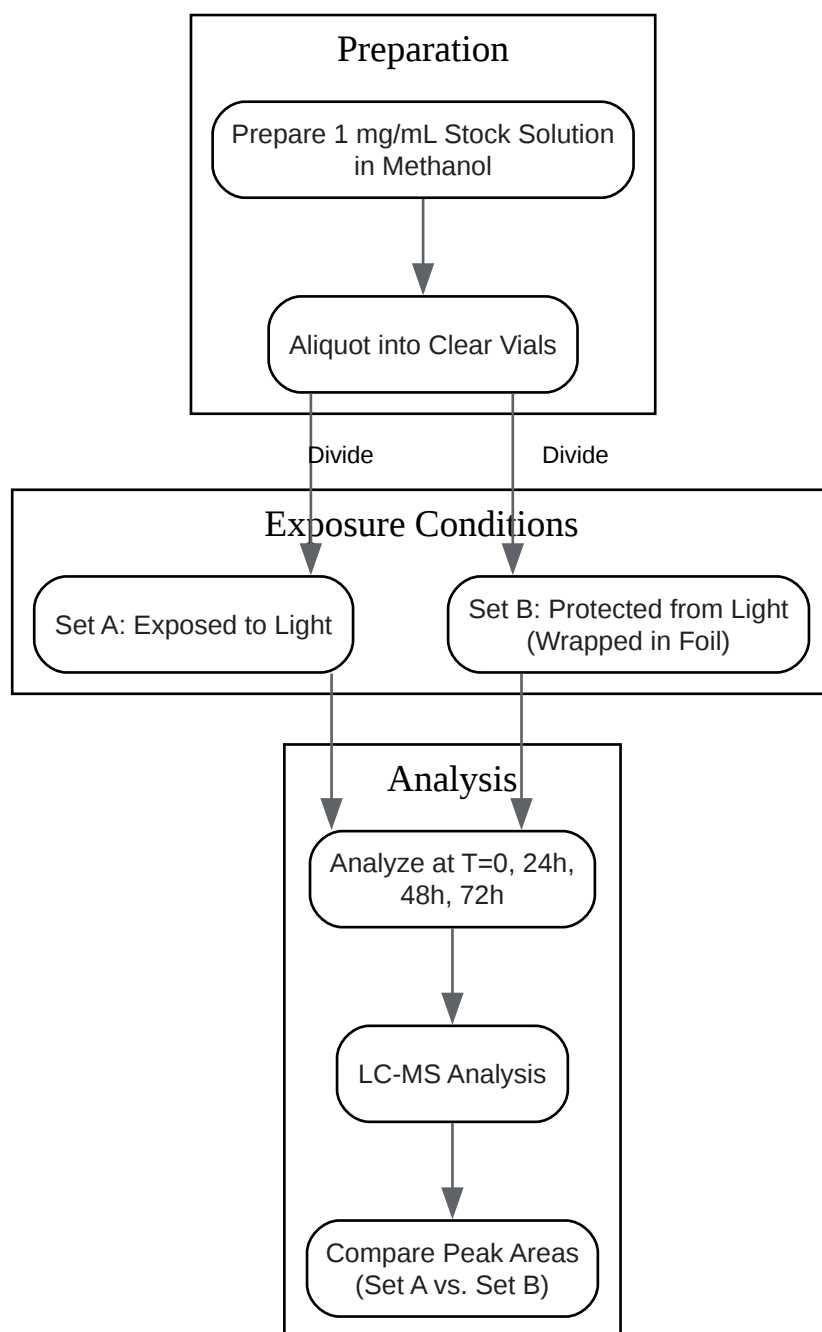 Preparation
Prepare 1 mg/mL Stock Solution
in Methanol
Aliquot into Clear Vials
Divide
Divide
Exposure Conditions
Set A: Exposed to Light
Set B: Protected from Light
(Wrapped in Foil)
Analysis
Analyze at T=0, 24h,
48h, 72h
LC-MS Analysis
Compare Peak Areas
(Set A vs. Set B)